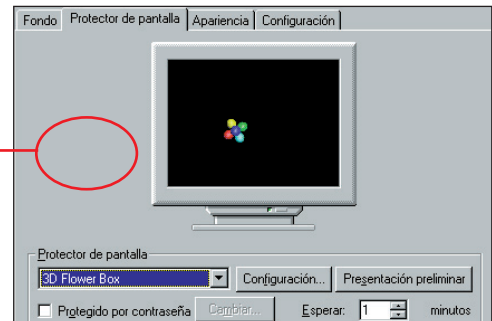 Fondo Protector de pantalla Apariencia Configuración
Protector de pantalla
3D Flower Box Configuración... Presentación preliminar
Protegido por contraseña Cambiar... Esperar: 1 minutos